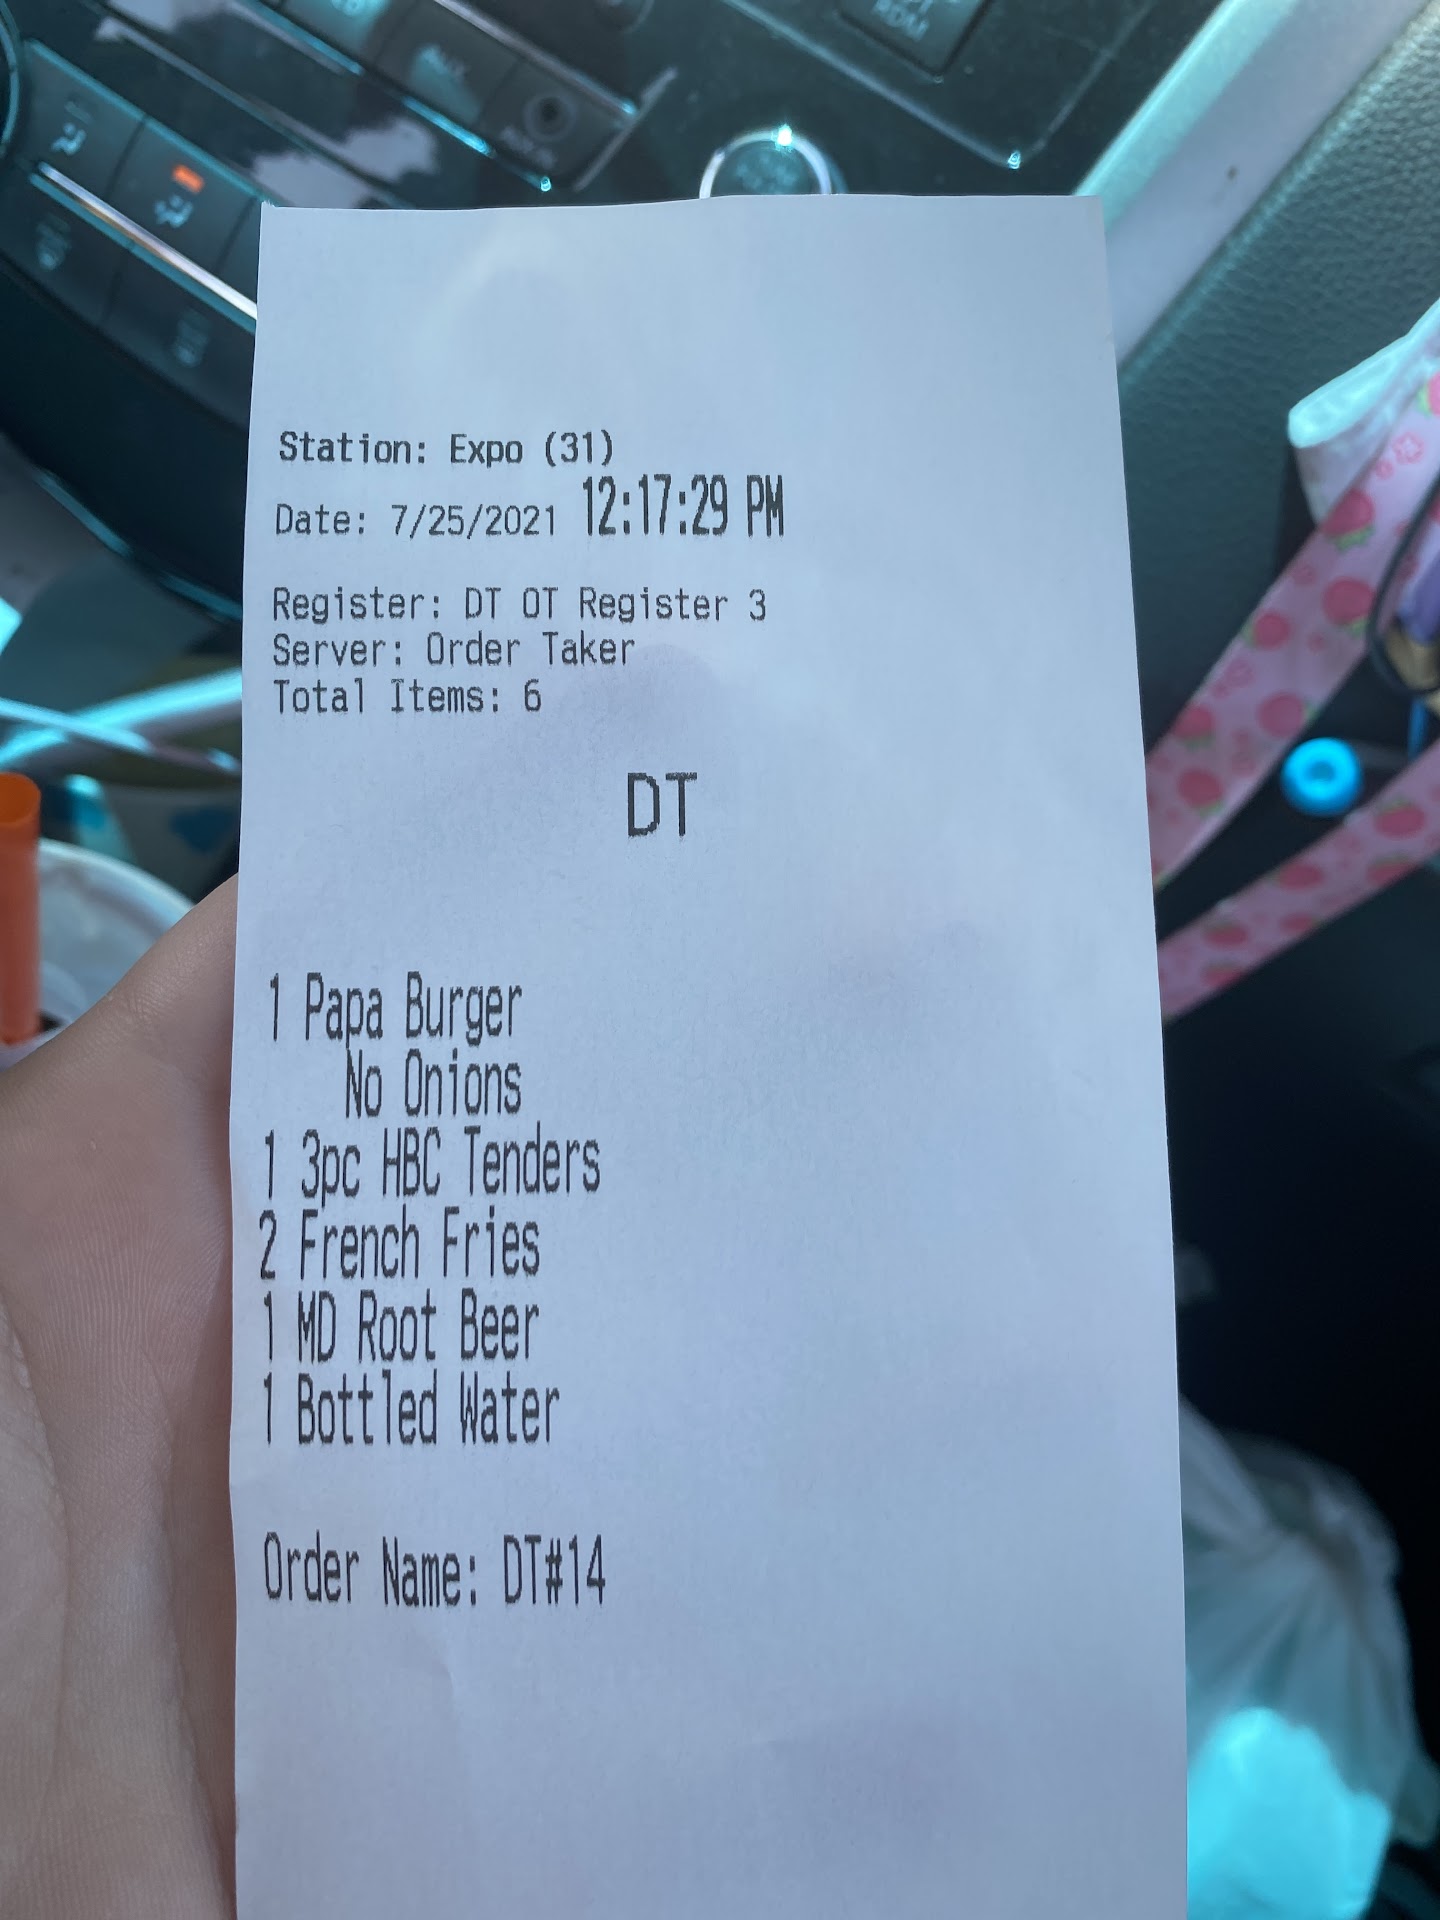 RDM
AUX
Station: Expo (31)
Date: 7/25/2021 12:17:29 PM
Register: DT OT Register 3
Server: Order Taker
Total Items: 6
DT
1 Papa Burger
No Onions
1 3pc HBC Tenders
2 French Fries
1 MD Root Beer
1 Bottled Water
Order Name: DT#14